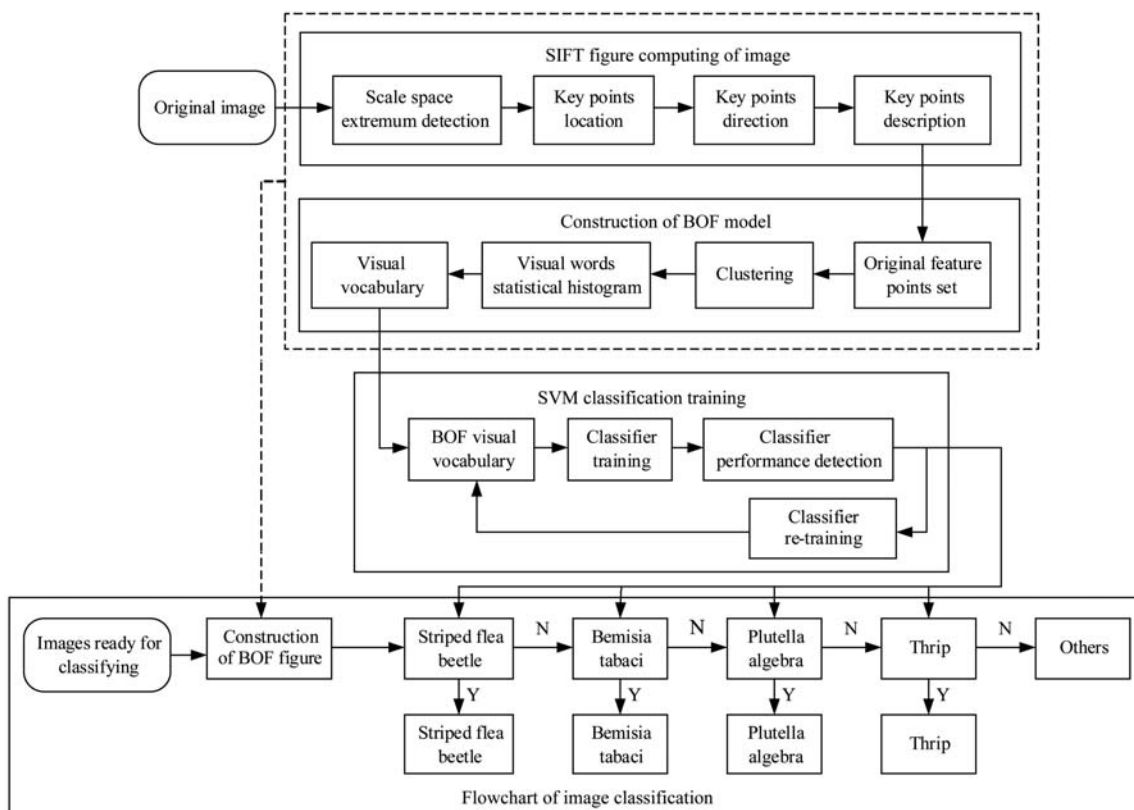 SIFT figure computing of image
Original image
Scale space
extremum detection
Key points
location
Key points
direction
Key points
description
Construction of BOF model
Visual
vocabulary
Visual words
statistical histogram
Clustering
Original feature
points set
SVM classification training
BOF visual
vocabulary
Classifier
training
Classifier
performance detection
Classifier
re-training
Images ready for
classifying
Construction
of BOF figure
Striped flea
beetle
N
Bemisia
tabaci
N
Plutella
algebra
N
Thrip
N
Others
Y
Y
Y
Y
Striped flea
beetle
Bemisia
tabaci
Plutella
algebra
Thrip
Flowchart of image classification